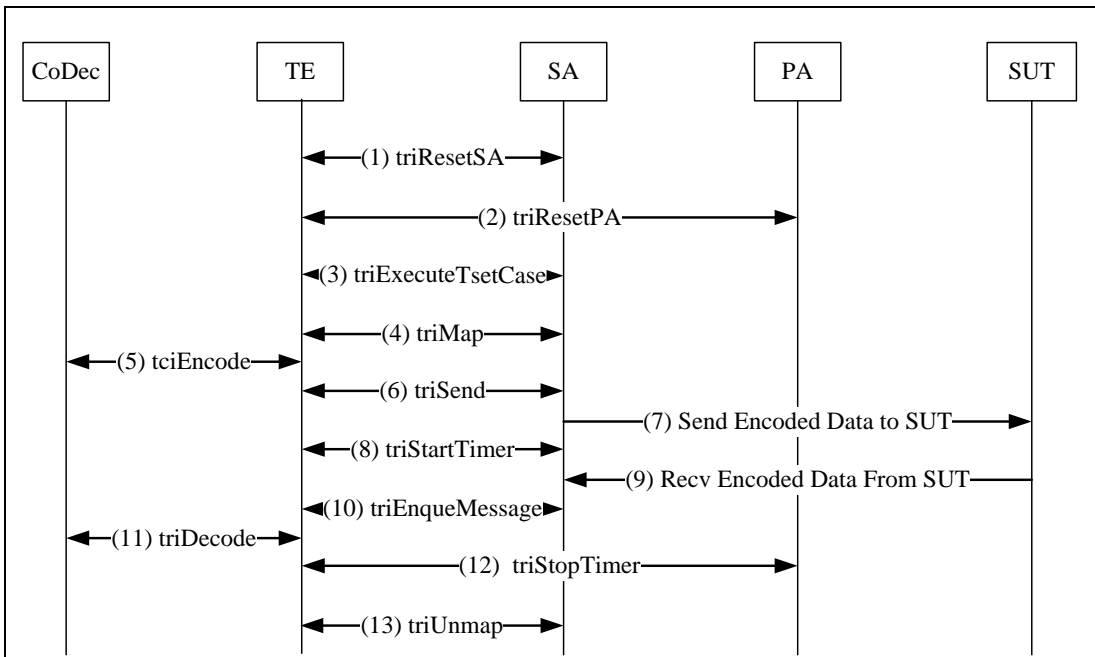 CoDec TE SA PA SUT
(1) triResetSA
(2) triResetPA
(3) triExecuteTsetCase
(4) triMap
(5) tciEncode
(6) triSend
(7) Send Encoded Data to SUT
(8) triStartTimer
(9) Recv Encoded Data From SUT
(10) triEnqueMessage
(11) triDecode
(12) triStopTimer
(13) triUnmap